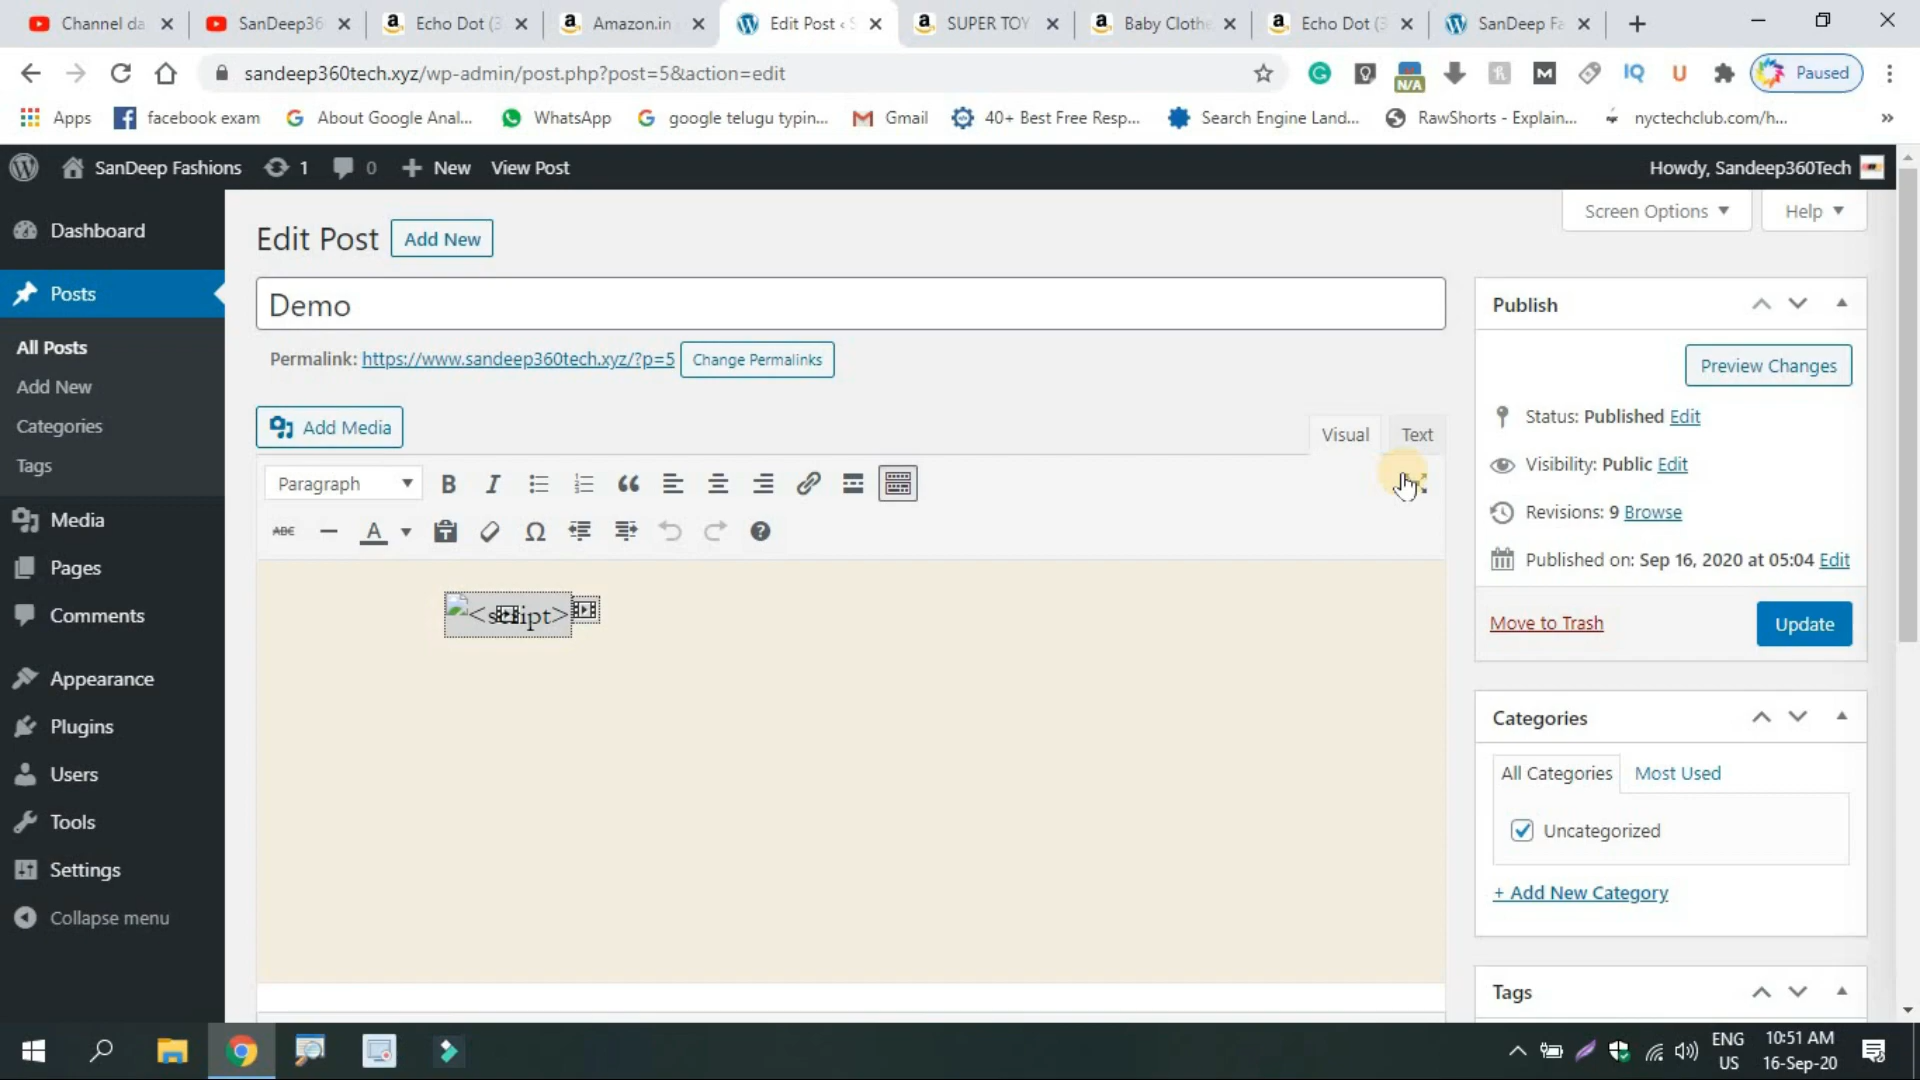 Channel da
SanDeep36
Echo Dot (3
Amazon.in
Edit Post ‹ S
SUPER TOY
Baby Clothe
Echo Dot (3
SanDeep Fa
sandeep360tech.xyz/wp-admin/post.php?post=5&action=edit
N/A
IQ
U
Paused
Apps
facebook exam
About Google Anal...
WhatsApp
google telugu typin...
Gmail
40+ Best Free Resp...
Search Engine Land...
RawShorts - Explain...
nyctechclub.com/h...
»
SanDeep Fashions
1
0
New
View Post
Howdy, Sandeep360Tech
Dashboard
Posts
All Posts
Add New
Categories
Tags
Media
Pages
Comments
Appearance
Plugins
Users
Tools
Settings
Collapse menu
Screen Options
Help
Edit Post
Add New
Demo
Permalink: https://www.sandeep360tech.xyz/?p=5
Change Permalinks
Add Media
Visual
Text
Paragraph
B
I
ABC
A
Ω
<script>
Publish
Preview Changes
Status: Published Edit
Visibility: Public Edit
Revisions: 9 Browse
Published on: Sep 16, 2020 at 05:04 Edit
Move to Trash
Update
Categories
All Categories
Most Used
Uncategorized
+ Add New Category
Tags
ENG
US
10:51 AM
16-Sep-20